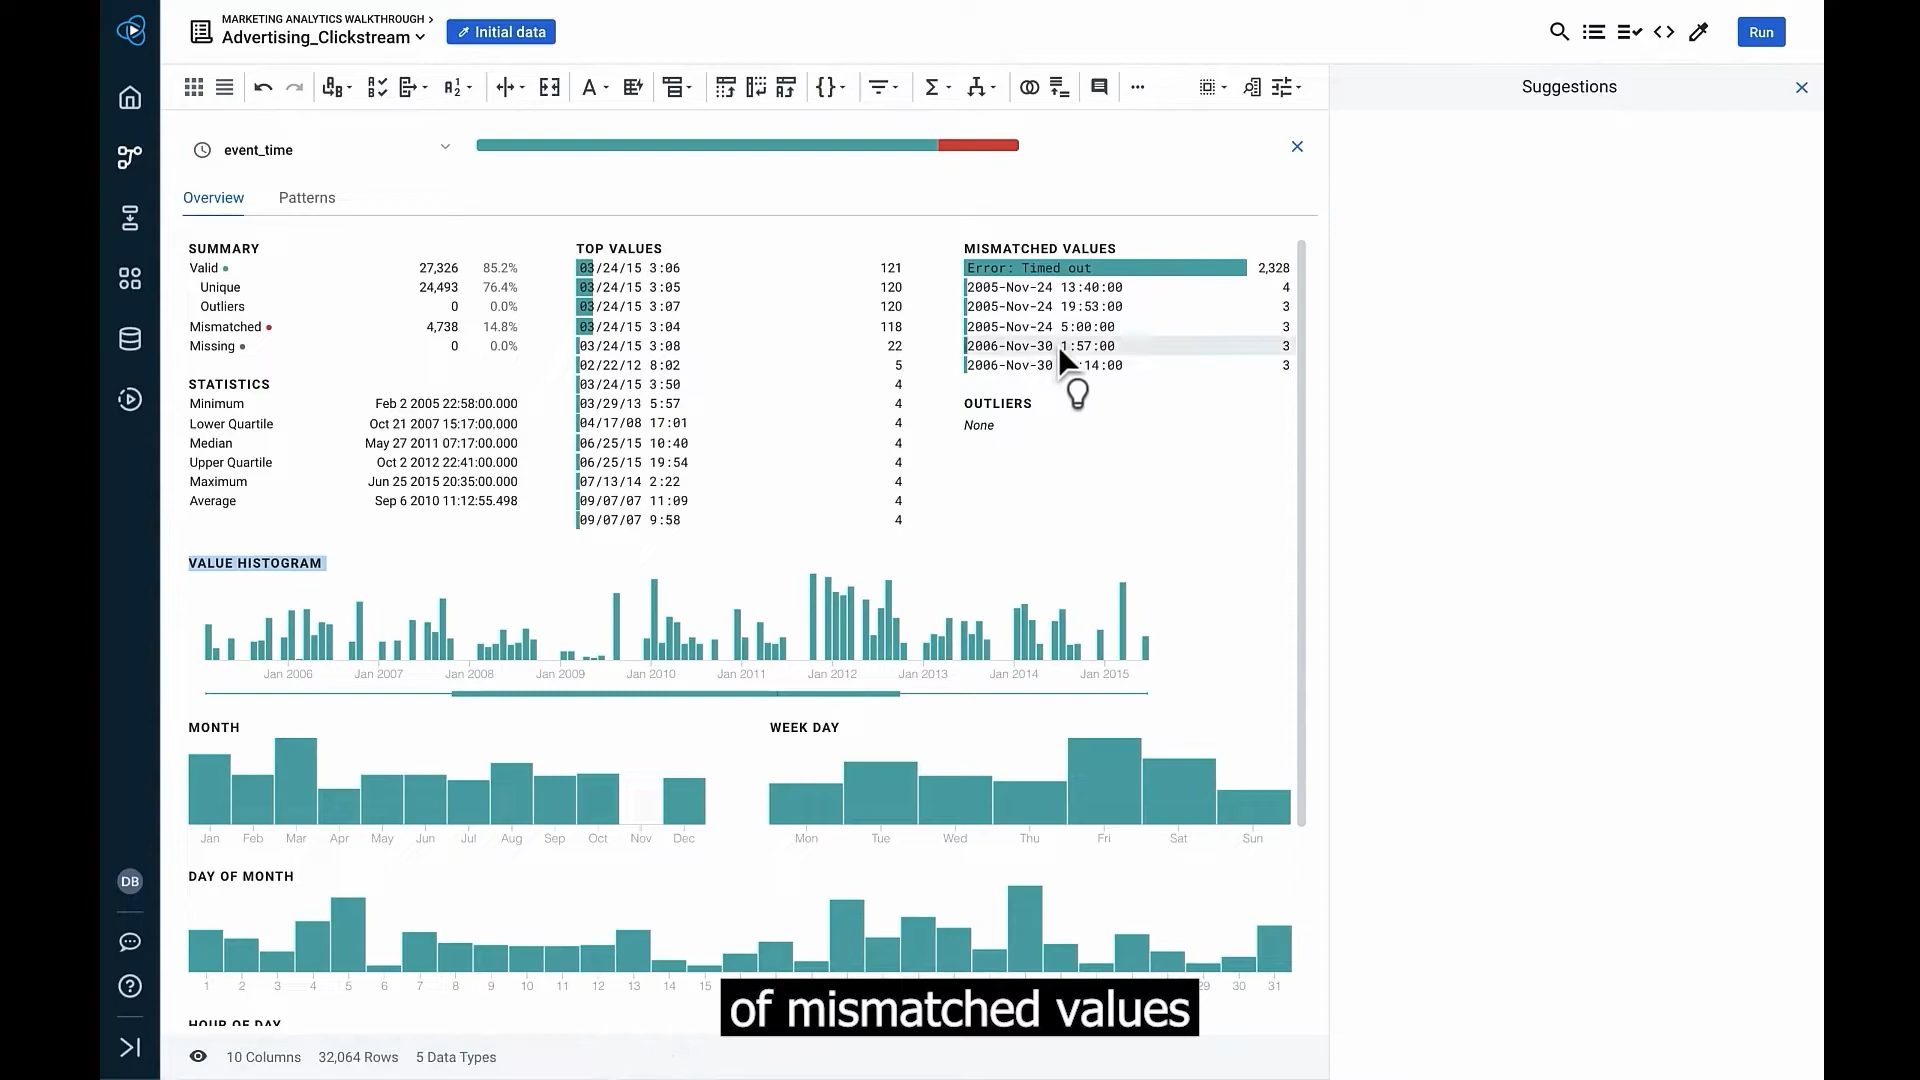 MARKETING ANALYTICS WALKTHROUGH
Advertising_Clickstream
Initial data
Run
Suggestions
event_time
Overview
Patterns
SUMMARY
Valid 27,326 85.2%
Unique 24,493 76.4%
Outliers 0 0.0%
Mismatched 4,738 14.8%
Missing 0 0.0%
STATISTICS
Minimum Feb 2 2005 22:58:00.000
Lower Quartile Oct 21 2007 15:17:00.000
Median May 27 2011 07:17:00.000
Upper Quartile Oct 2 2012 22:41:00.000
Maximum Jun 25 2015 20:35:00.000
Average Sep 6 2010 11:12:55.498
TOP VALUES
03/24/15 3:06 121
03/24/15 3:05 120
03/24/15 3:07 120
03/24/15 3:04 118
03/24/15 3:08 22
02/22/12 8:02 5
03/24/15 3:50 4
03/29/13 5:57 4
04/17/08 17:01 4
06/25/15 10:40 4
06/25/15 19:54 4
07/13/14 2:22 4
09/07/07 11:09 4
09/07/07 9:58 4
MISMATCHED VALUES
Error: Timed out 2,328
2005-Nov-24 13:40:00 4
2005-Nov-24 19:53:00 3
2005-Nov-24 5:00:00 3
2006-Nov-30 1:57:00 3
2006-Nov-30 :14:00 3
OUTLIERS
None
VALUE HISTOGRAM
Jan 2006 Jan 2007 Jan 2008 Jan 2009 Jan 2010 Jan 2011 Jan 2012 Jan 2013 Jan 2014 Jan 2015
MONTH
Jan Feb Mar Apr May Jun Jul Aug Sep Oct Nov Dec
WEEK DAY
Mon Tue Wed Thu Fri Sat Sun
DAY OF MONTH
1 2 3 4 5 6 7 8 9 10 11 12 13 14 15 29 30 31
of mismatched values
HOUR OF DAY
10 Columns 32,064 Rows 5 Data Types
DB